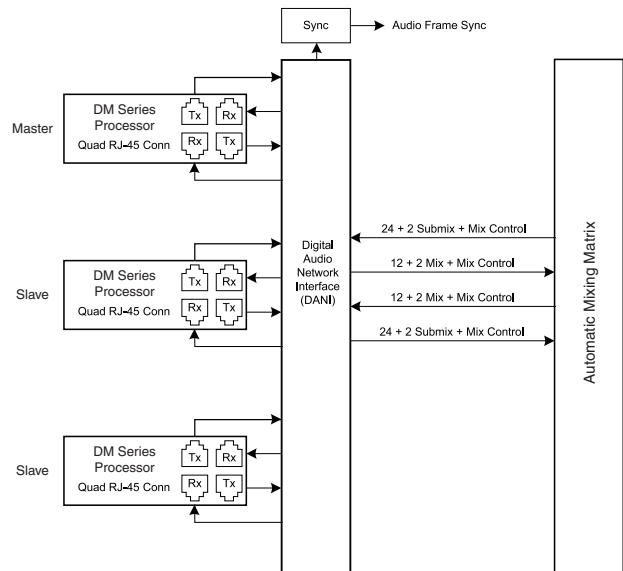 Sync
Audio Frame Sync
Master
DM Series
Processor
Quad RJ-45 Conn
Tx
Rx
Rx
Tx
Slave
DM Series
Processor
Quad RJ-45 Conn
Tx
Rx
Rx
Tx
Slave
DM Series
Processor
Quad RJ-45 Conn
Tx
Rx
Rx
Tx
Digital
Audio
Network
Interface
(DANI)
24 + 2 Submix + Mix Control
12 + 2 Mix + Mix Control
12 + 2 Mix + Mix Control
24 + 2 Submix + Mix Control
Automatic Mixing Matrix